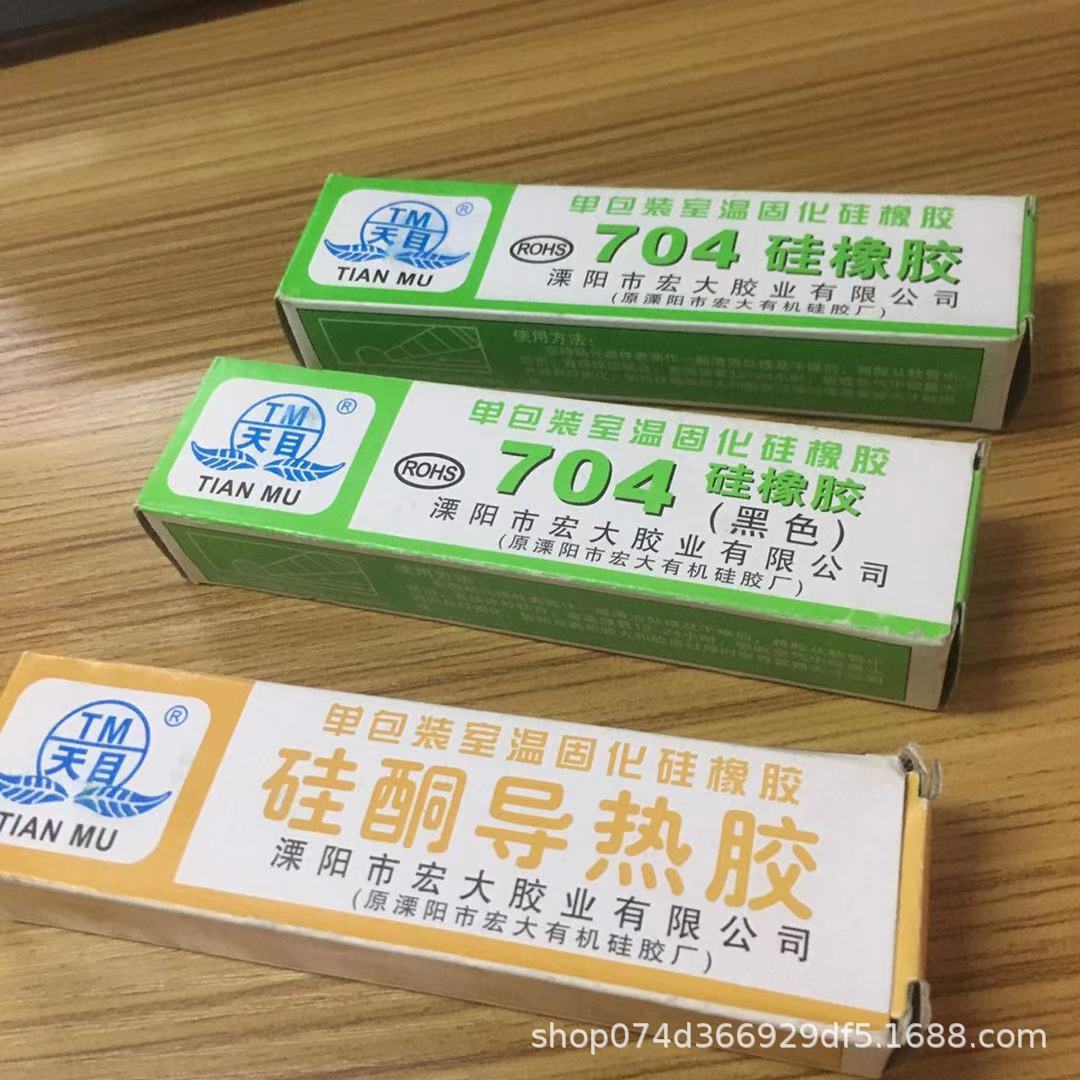 TM
天目
®
TIAN MU
单包装室温固化硅橡胶
ROHS
704 硅橡胶
溧阳市宏大胶业有限公司
(原溧阳市宏大有机硅胶厂)
使用方法:
TM
天目
®
TIAN MU
单包装室温固化硅橡胶
ROHS
704 硅橡胶
(黑色)
溧阳市宏大胶业有限公司
(原溧阳市宏大有机硅胶厂)
TM
天目
®
TIAN MU
单包装室温固化硅橡胶
硅酮导热胶
溧阳市宏大胶业有限公司
(原溧阳市宏大有机硅胶厂)
shop074d366929df5.1688.com